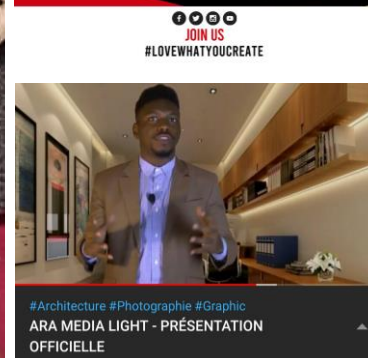 JOIN US
#LOVEWHATYOUCREATE
#Architecture #Photographie #Graphic
ARA MEDIA LIGHT - PRÉSENTATION
OFFICIELLE